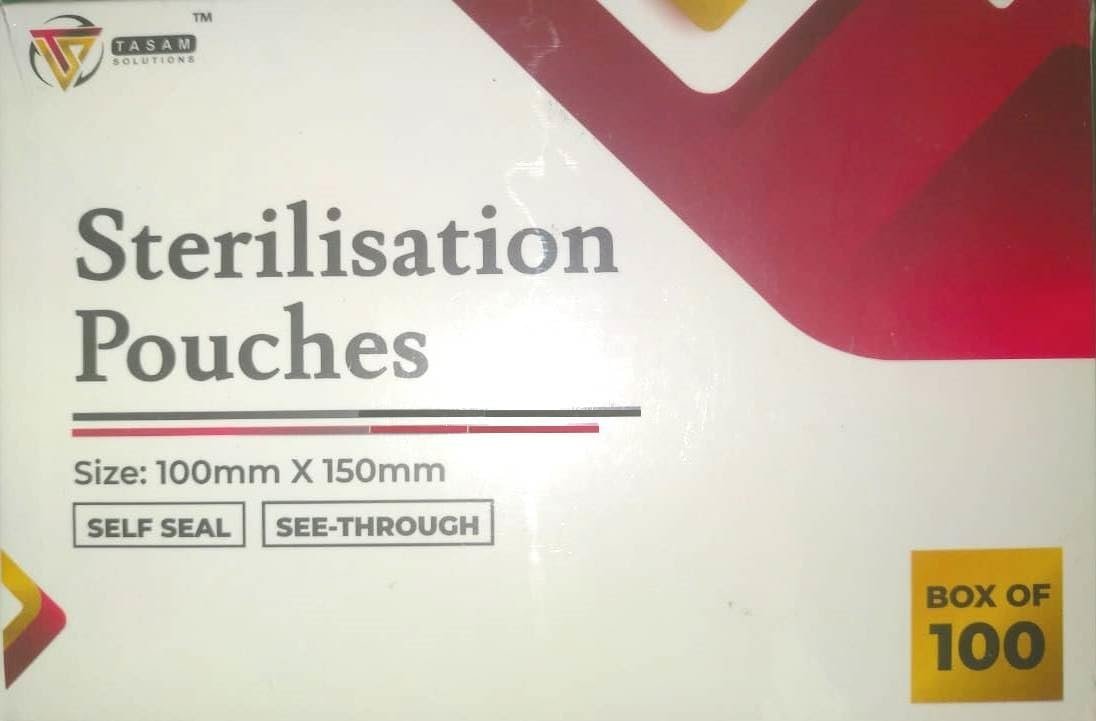 TM
TASAM
SOLUTIONS
Sterilisation
Pouches
Size: 100mm X 150mm
SELF SEAL SEE-THROUGH
BOX OF
100